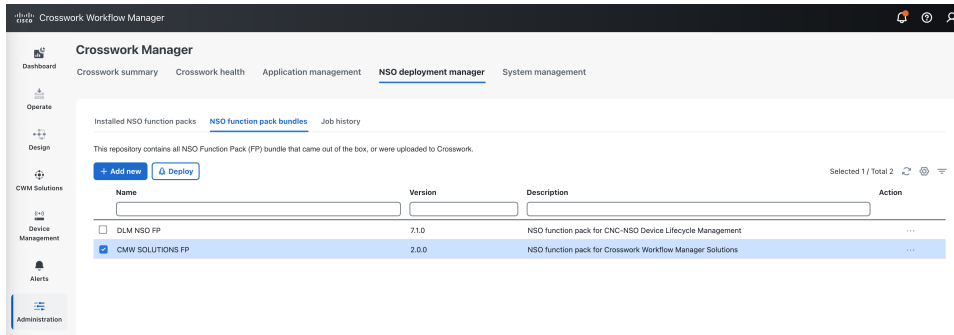 cisco Crosswork Workflow Manager
Crosswork Manager
Crosswork summary Crosswork health Application management NSO deployment manager System management
Dashboard
Operate
Design
CWM Solutions
Device
Management
Alerts
Administration
Installed NSO function packs NSO function pack bundles Job history
This repository contains all NSO Function Pack (FP) bundle that came out of the box, or were uploaded to Crosswork.
+ Add new Deploy
Selected 1 / Total 2
Name Version Description Action
DLM NSO FP 7.1.0 NSO function pack for CNC-NSO Device Lifecycle Management ...
CMW SOLUTIONS FP 2.0.0 NSO function pack for Crosswork Workflow Manager Solutions ...